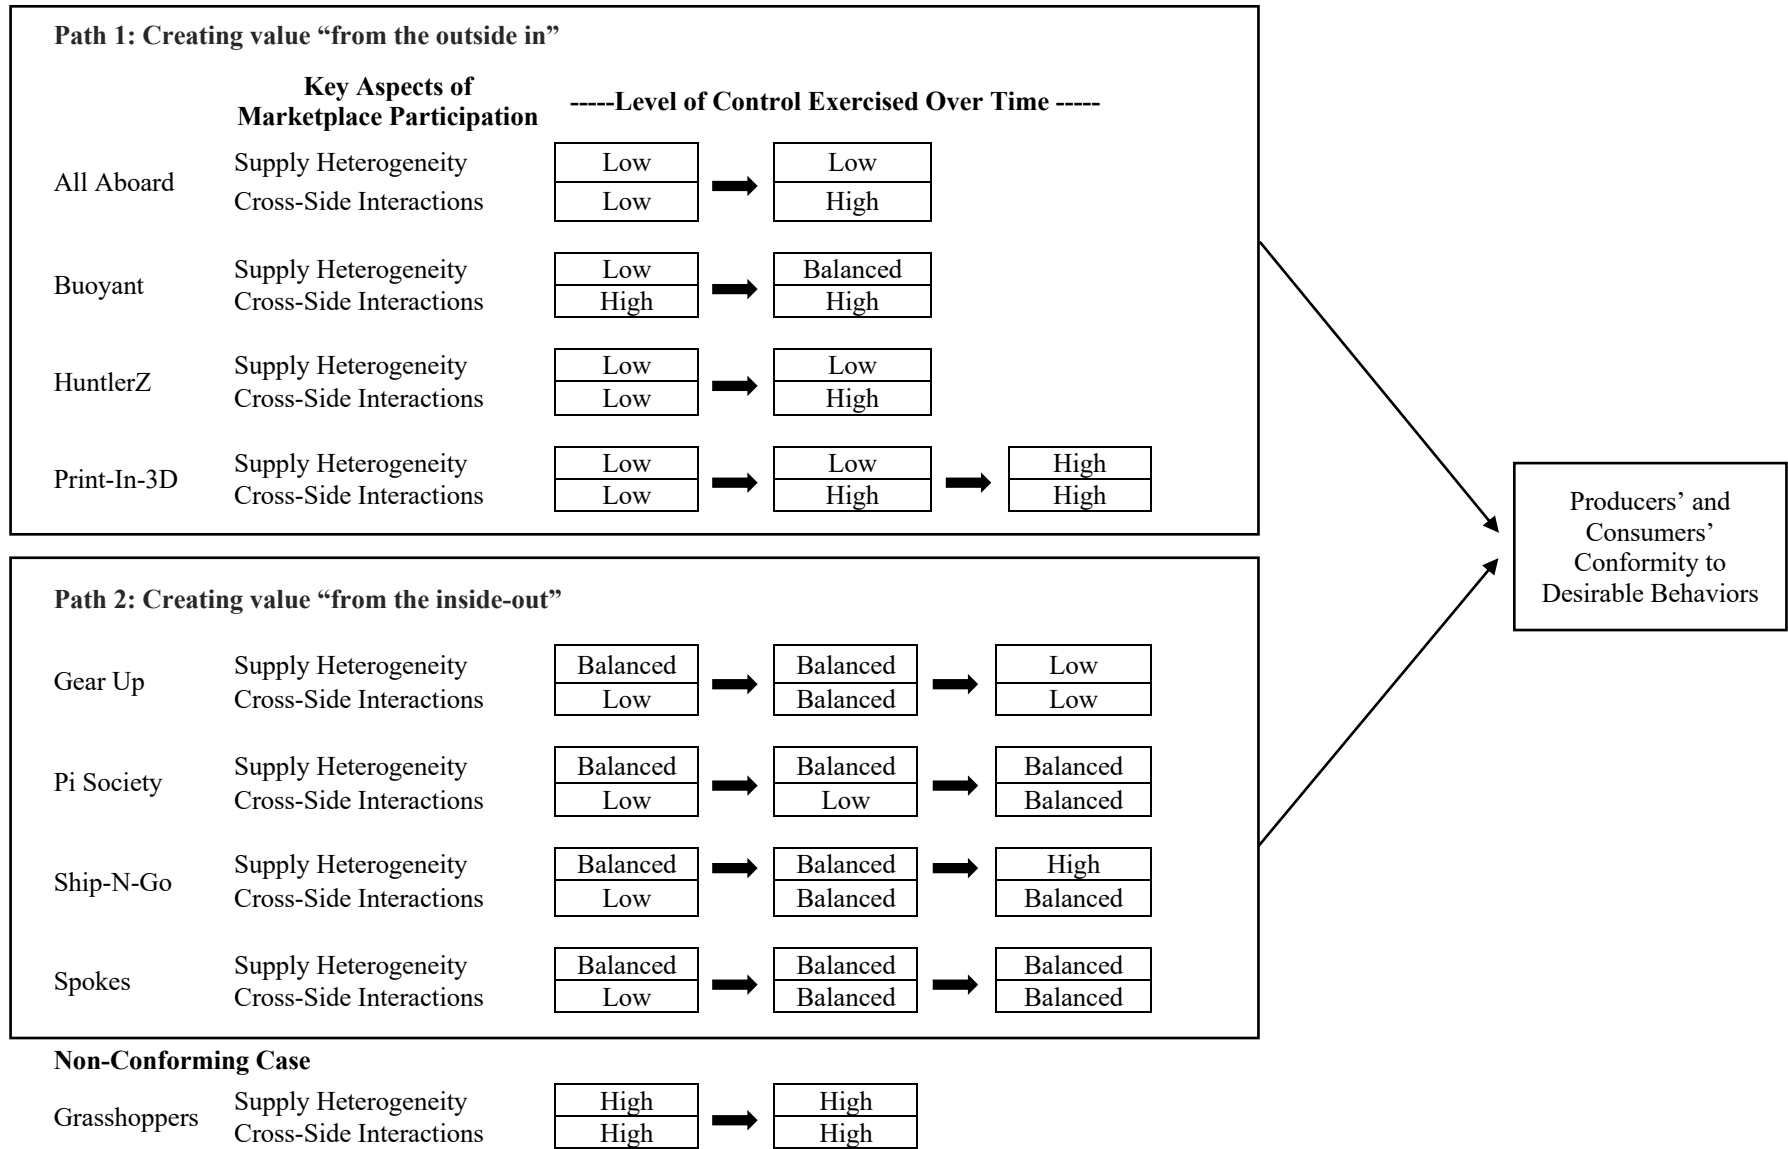 Path 1: Creating value “from the outside in”
Key Aspects of
Marketplace Participation
-----Level of Control Exercised Over Time -----
All Aboard
Supply Heterogeneity Low Low
Cross-Side Interactions Low High
Buoyant
Supply Heterogeneity Low Balanced
Cross-Side Interactions High High
HuntlerZ
Supply Heterogeneity Low Low
Cross-Side Interactions Low High
Print-In-3D
Supply Heterogeneity Low Low High
Cross-Side Interactions Low High High
Path 2: Creating value “from the inside-out”
Gear Up
Supply Heterogeneity Balanced Balanced Low
Cross-Side Interactions Low Balanced Low
Pi Society
Supply Heterogeneity Balanced Balanced Balanced
Cross-Side Interactions Low Low Balanced
Ship-N-Go
Supply Heterogeneity Balanced Balanced High
Cross-Side Interactions Low Balanced Balanced
Spokes
Supply Heterogeneity Balanced Balanced Balanced
Cross-Side Interactions Low Balanced Balanced
Non-Conforming Case
Grasshoppers
Supply Heterogeneity High High
Cross-Side Interactions High High
Producers’ and
Consumers’
Conformity to
Desirable Behaviors